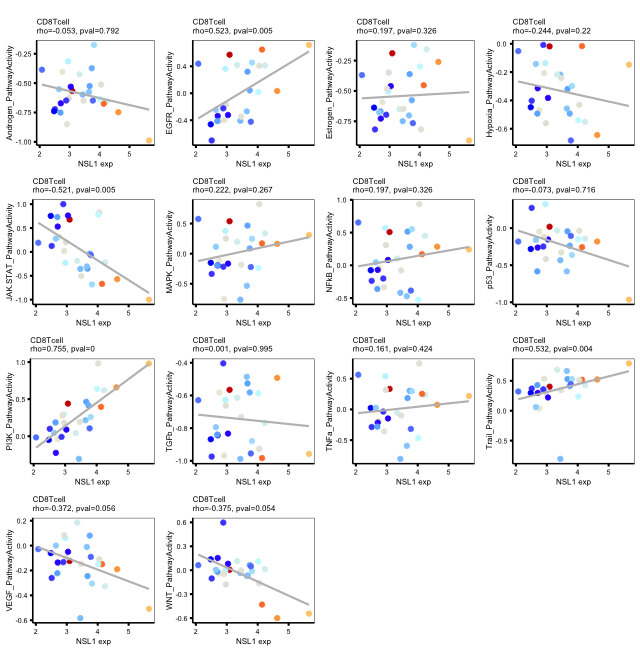 CD8Tcell
rho=-0.053, pval=0.792
Androgen_PathwayActivity
-0.25
-0.50
-0.75
-1.00
2 3 4 5
NSL1 exp
CD8Tcell
rho=0.523, pval=0.005
EGFR_PathwayActivity
0.5
0.0
-0.5
2 3 4 5
NSL1 exp
CD8Tcell
rho=0.197, pval=0.326
Estrogen_PathwayActivity
-0.25
-0.50
-0.75
2 3 4 5
NSL1 exp
CD8Tcell
rho=-0.244, pval=0.22
Hypoxia_PathwayActivity
0.0
-0.2
-0.4
-0.6
2 3 4 5
NSL1 exp
CD8Tcell
rho=-0.521, pval=0.005
JAK-STAT_PathwayActivity
1.0
0.5
0.0
-0.5
-1.0
2 3 4 5
NSL1 exp
CD8Tcell
rho=0.222, pval=0.267
MAPK_PathwayActivity
0.5
0.0
-0.5
2 3 4 5
NSL1 exp
CD8Tcell
rho=0.197, pval=0.326
NFkB_PathwayActivity
0.5
0.0
-0.5
2 3 4 5
NSL1 exp
CD8Tcell
rho=-0.073, pval=0.716
p53_PathwayActivity
0.0
-0.5
-1.0
2 3 4 5
NSL1 exp
CD8Tcell
rho=0.755, pval=0
PI3K_PathwayActivity
1.0
0.5
0.0
2 3 4 5
NSL1 exp
CD8Tcell
rho=0.001, pval=0.995
TGFb_PathwayActivity
-0.4
-0.6
-0.8
-1.0
2 3 4 5
NSL1 exp
CD8Tcell
rho=0.161, pval=0.424
TNFa_PathwayActivity
0.5
0.0
-0.5
2 3 4 5
NSL1 exp
CD8Tcell
rho=0.532, pval=0.004
Trail_PathwayActivity
0.5
0.0
-0.5
2 3 4 5
NSL1 exp
CD8Tcell
rho=-0.372, pval=0.056
VEGF_PathwayActivity
0.2
0.0
-0.2
-0.4
-0.6
2 3 4 5
NSL1 exp
CD8Tcell
rho=-0.375, pval=0.054
WNT_PathwayActivity
0.6
0.3
0.0
-0.3
-0.6
2 3 4 5
NSL1 exp